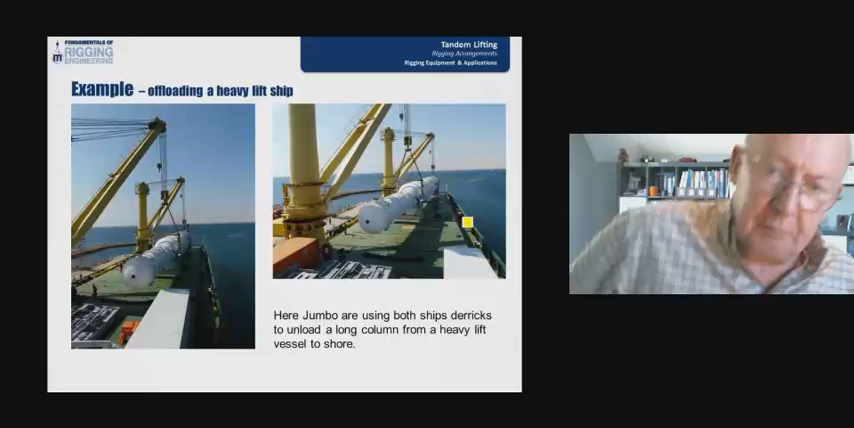 FUNDAMENTALS OF
RIGGING
ENGINEERING
Tandem Lifting
Rigging Arrangements
Rigging Equipment & Applications
Example – offloading a heavy lift ship
Here Jumbo are using both ships derricks
to unload a long column from a heavy lift
vessel to shore.